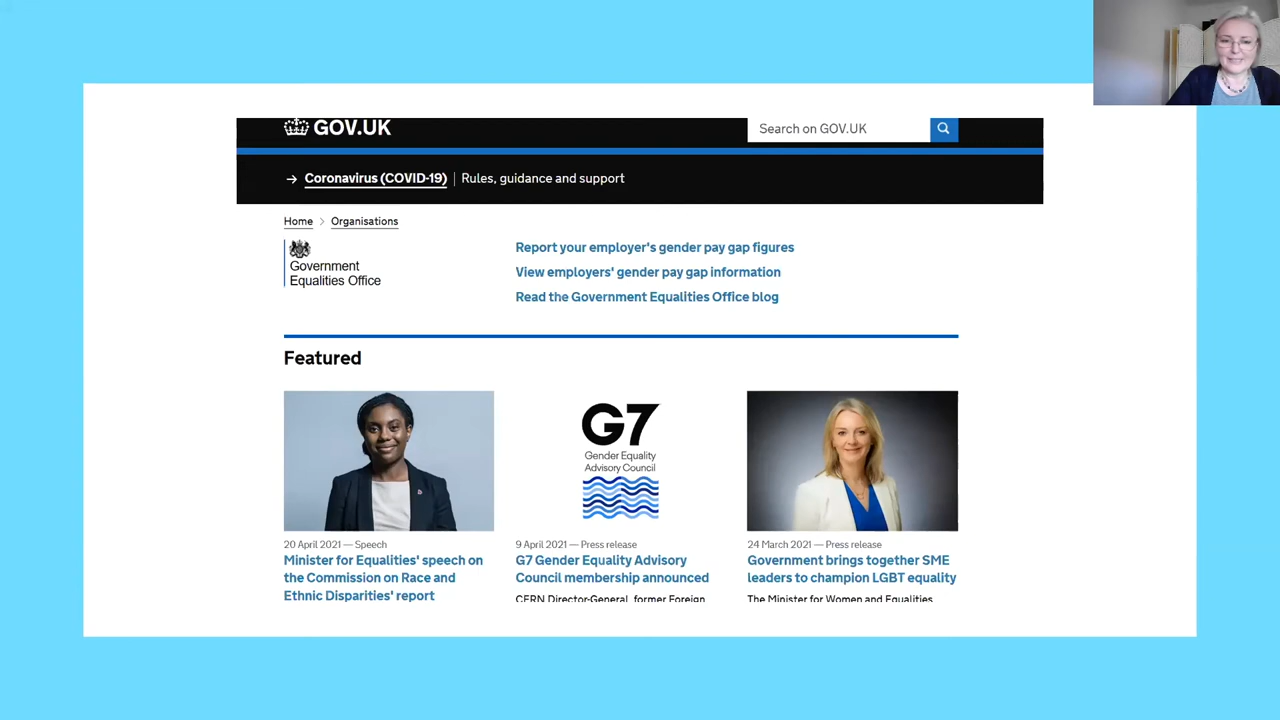 GOV.UK
Search on GOV.UK
→ Coronavirus (COVID-19) | Rules, guidance and support
Home > Organisations
Government
Equalities Office
Report your employer's gender pay gap figures
View employers' gender pay gap information
Read the Government Equalities Office blog
Featured
G7
Gender Equality
Advisory Council
20 April 2021 — Speech
Minister for Equalities' speech on
the Commission on Race and
Ethnic Disparities' report
9 April 2021 — Press release
G7 Gender Equality Advisory
Council membership announced
CERN Director-General, former Foreign
24 March 2021 — Press release
Government brings together SME
leaders to champion LGBT equality
The Minister for Women and Equalities